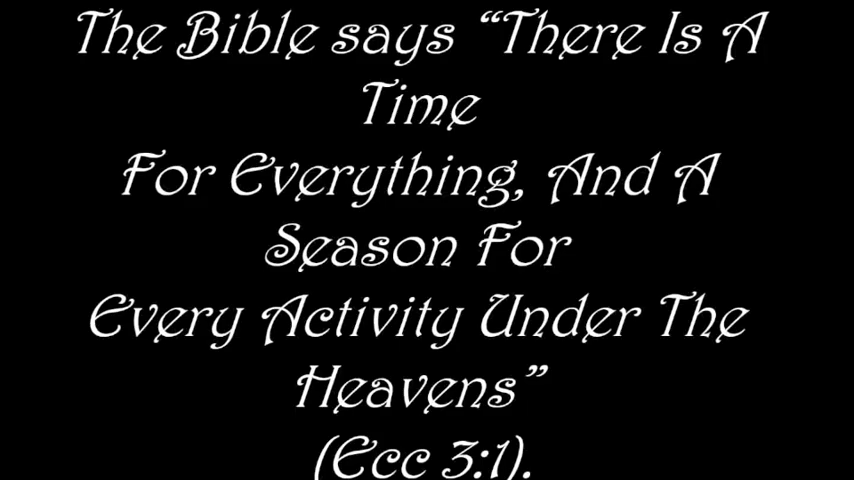 The Bible says “There Is A
Time
For Everything, And A
Season For
Every Activity Under The
Heavens”
(Ecc 3:1).